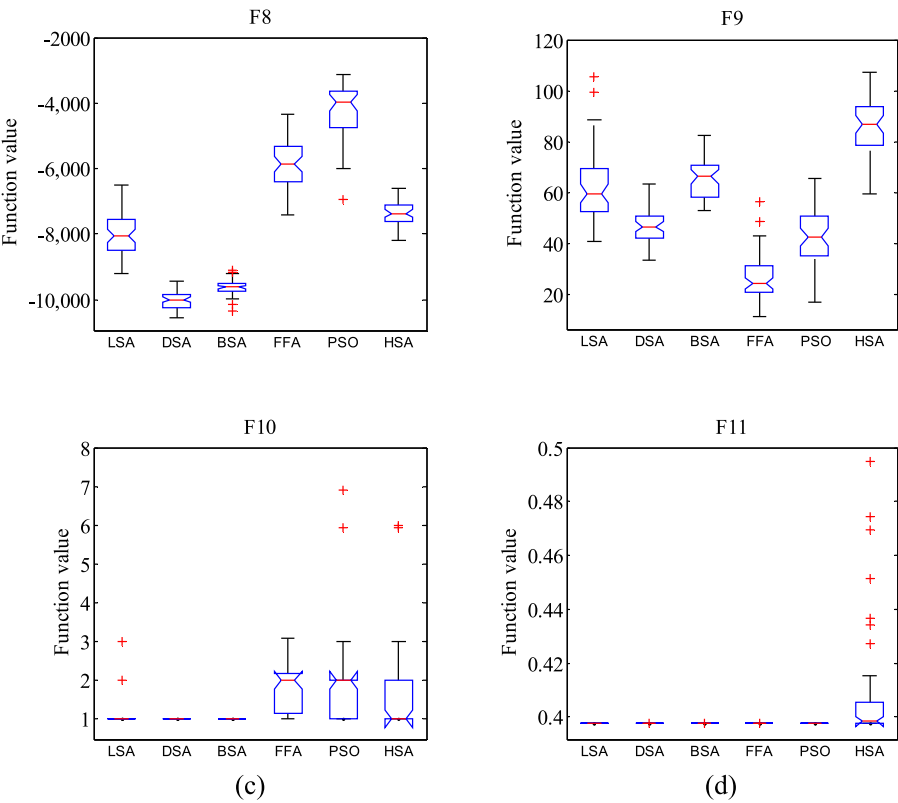 F8
-2000
-4,000
-6,000
-8,000
-10,000
Function value
LSA DSA BSA FFA PSO HSA
F9
120
100
80
60
40
20
Function value
LSA DSA BSA FFA PSO HSA
F10
8
7
6
5
4
3
2
1
Function value
LSA DSA BSA FFA PSO HSA
(c)
F11
0.5
0.48
0.46
0.44
0.42
0.4
Function value
LSA DSA BSA FFA PSO HSA
(d)